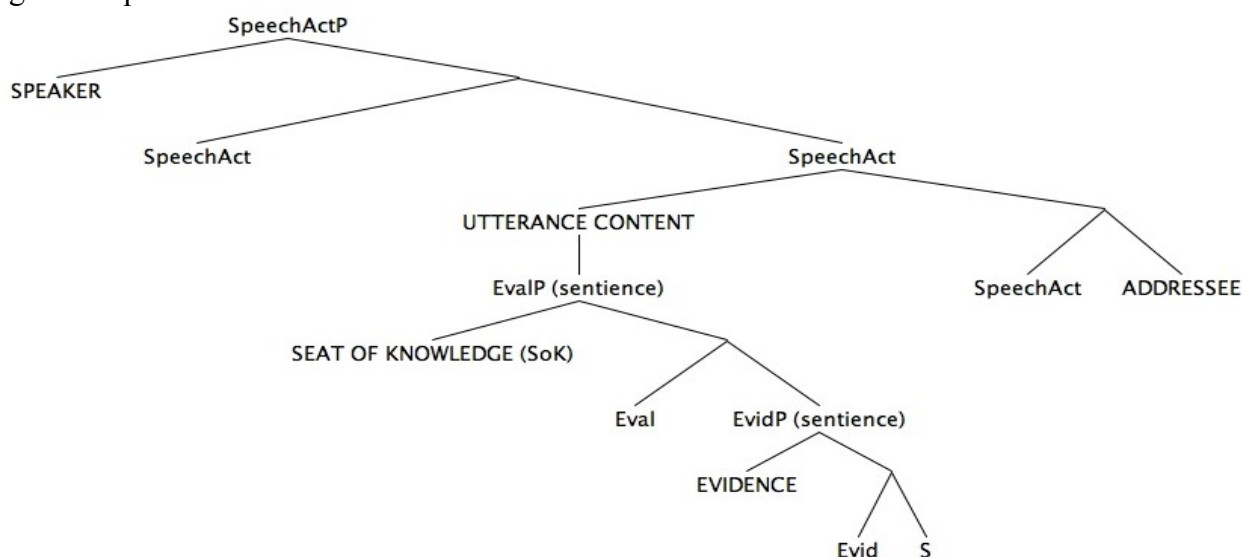 SpeechActP
SPEAKER
SpeechAct SpeechAct
UTTERANCE CONTENT
EvalP (sentience) SpeechAct ADDRESSEE
SEAT OF KNOWLEDGE (SoK)
Eval EvidP (sentience)
EVIDENCE
Evid S